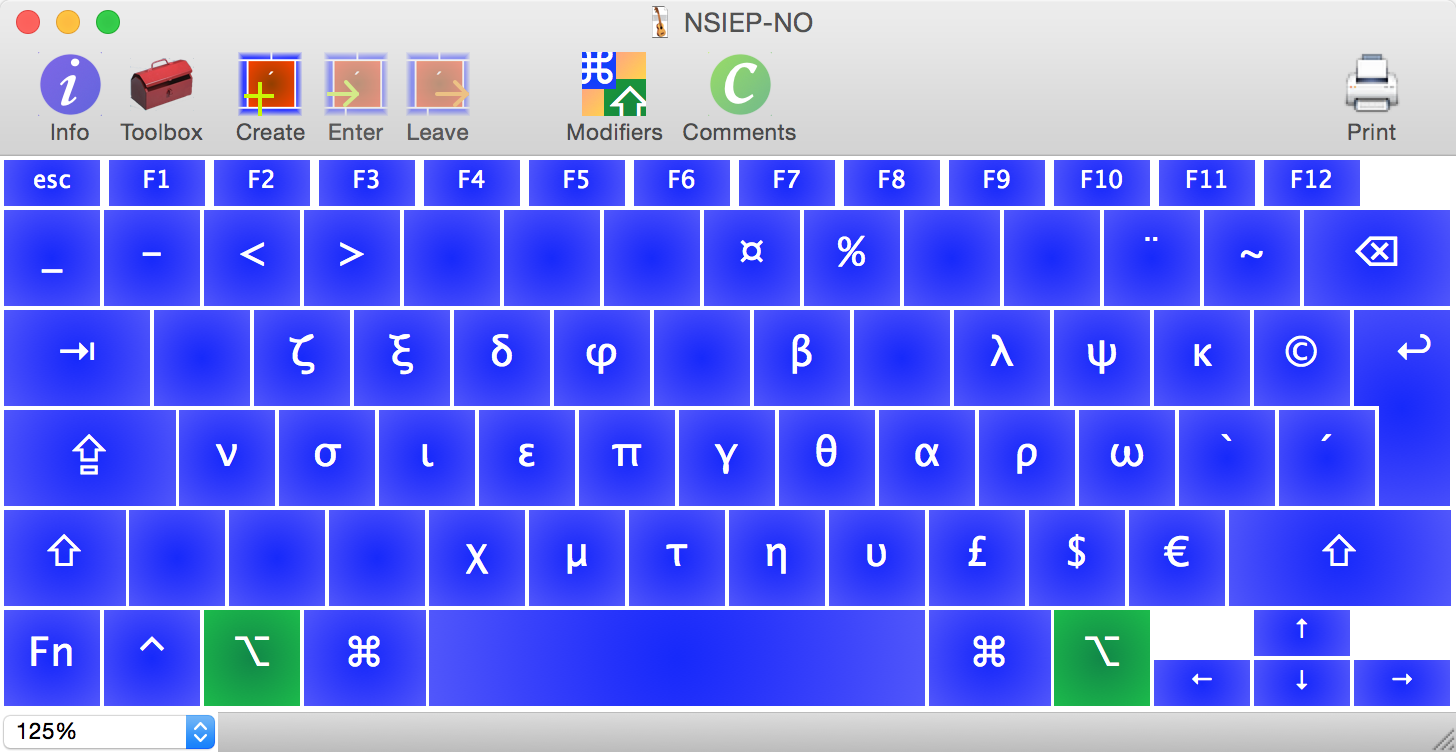 NSIEP-NO
Info Toolbox Create Enter Leave Modifiers Comments Print
esc F1 F2 F3 F4 F5 F6 F7 F8 F9 F10 F11 F12
_ – < > ¤ % ¨ ~ ⌫
⇥ ζ ξ δ φ β λ ψ κ © ↩
⇪ ν σ ι ε π γ θ α ρ ω ` ´
⇧ χ μ τ η υ £ $ € ⇧
Fn ^ ⌥ ⌘ ⌘ ⌥ ↑
← ↓ →
125%